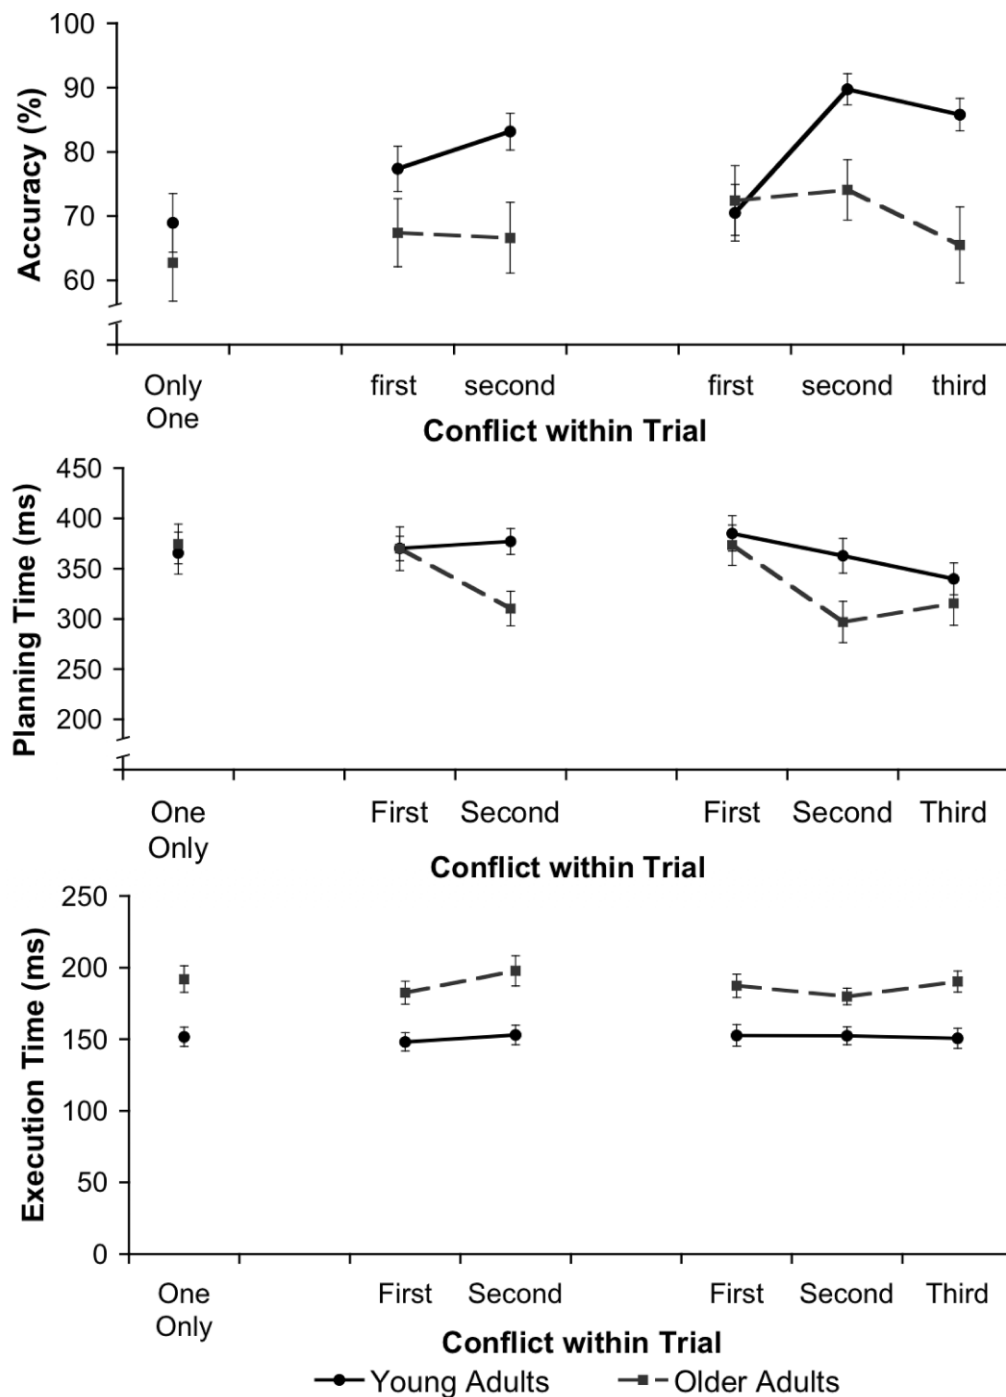 Accuracy (%)
100
90
80
70
60
Only One
first
second
first
second
third
Conflict within Trial
Planning Time (ms)
450
400
350
300
250
200
One Only
First
Second
First
Second
Third
Conflict within Trial
Execution Time (ms)
250
200
150
100
50
0
One Only
First
Second
First
Second
Third
Conflict within Trial
Young Adults
Older Adults